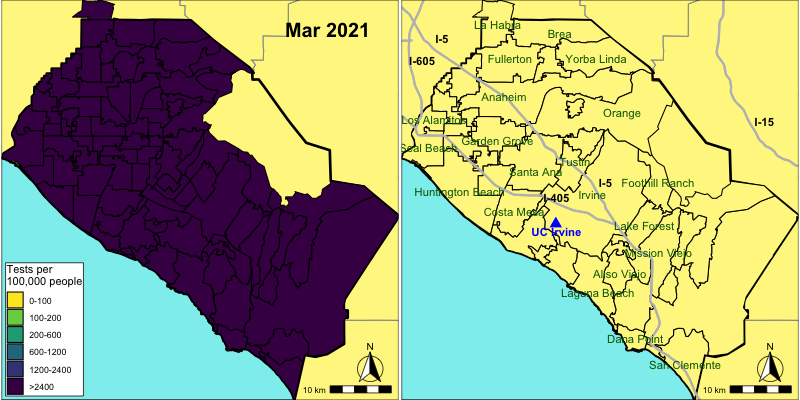 Mar 2021
Tests per
100,000 people
0-100
100-200
200-600
600-1200
1200-2400
>2400
N
10 km
La Habra
Brea
I-5
I-605
Fullerton
Yorba Linda
Anaheim
Orange
Los Alamitos
I-15
Seal Beach
Garden Grove
Tustin
Santa Ana
I-5
Foothill Ranch
Huntington Beach
I-405
Irvine
Costa Mesa
UC Irvine
Lake Forest
Mission Viejo
Aliso Viejo
Laguna Beach
Dana Point
San Clemente
N
10 km